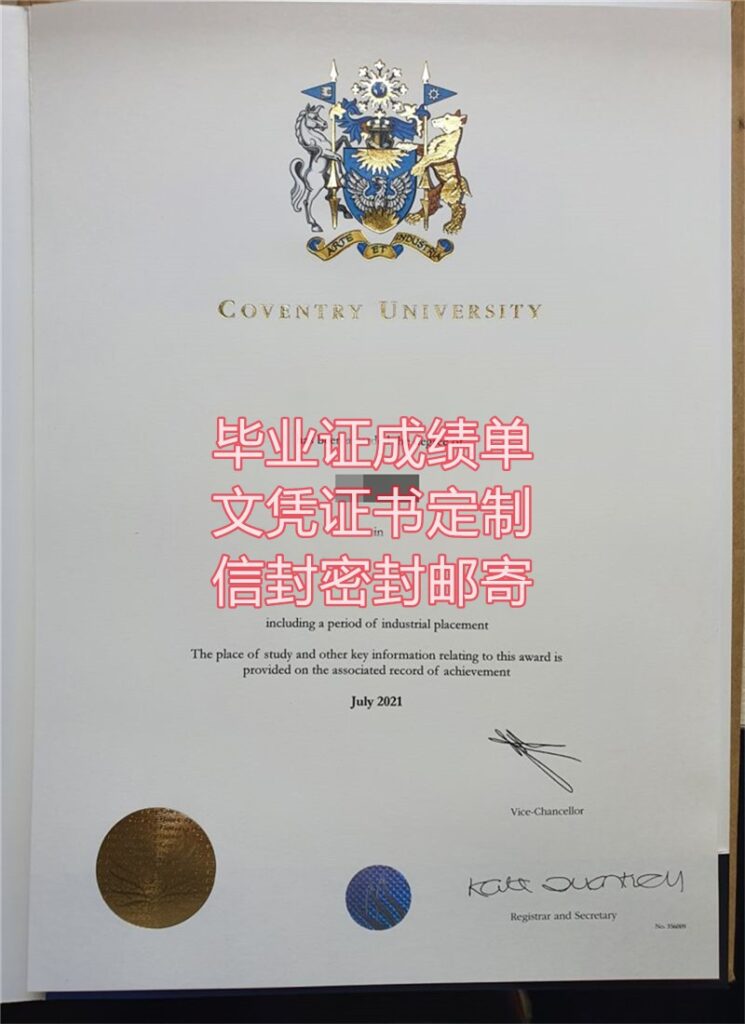 ARTE ET INDUSTRIA
COVENTRY UNIVERSITY
毕业证成绩单
文凭证书定制
in
信封密封邮寄
including a period of industrial placement
The place of study and other key information relating to this award is
provided on the associated record of achievement
July 2021
Vice-Chancellor
Registrar and Secretary